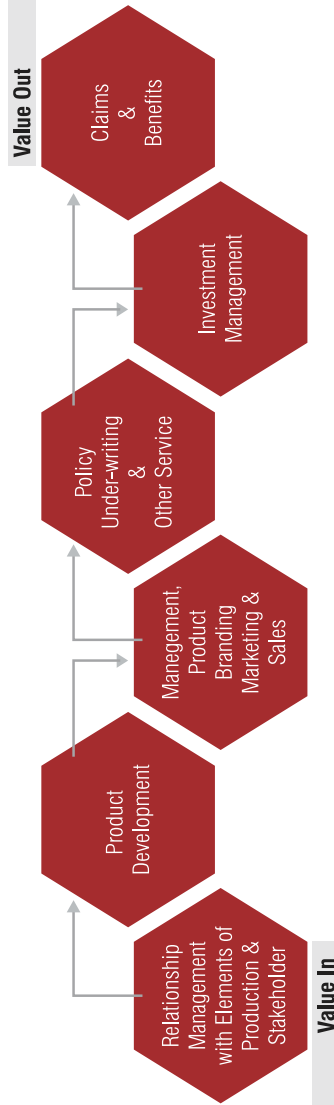 Value In
Relationship
Management
with Elements of
Production &
Stakeholder
Product
Development
Manegement,
Product
Branding
Marketing &
Sales
Policy
Under-writing
&
Other Service
Investment
Management
Claims
&
Benefits
Value Out